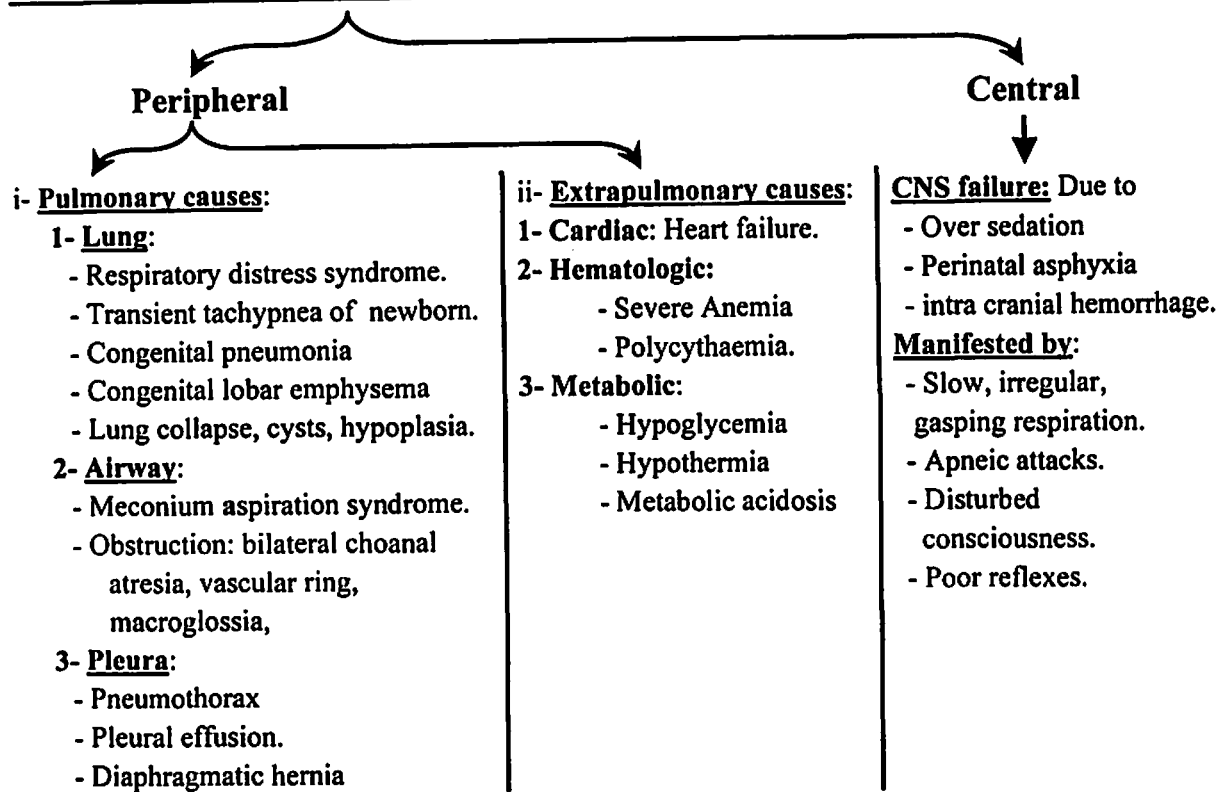 Peripheral
Central
i- Pulmonary causes:
1- Lung:
- Respiratory distress syndrome.
- Transient tachypnea of newborn.
- Congenital pneumonia
- Congenital lobar emphysema
- Lung collapse, cysts, hypoplasia.
2- Airway:
- Meconium aspiration syndrome.
- Obstruction: bilateral choanal
atresia, vascular ring,
macroglossia,
3- Pleura:
- Pneumothorax
- Pleural effusion.
- Diaphragmatic hernia
ii- Extrapulmonary causes:
1- Cardiac: Heart failure.
2- Hematologic:
- Severe Anemia
- Polycythaemia.
3- Metabolic:
- Hypoglycemia
- Hypothermia
- Metabolic acidosis
CNS failure: Due to
- Over sedation
- Perinatal asphyxia
- intra cranial hemorrhage.
Manifested by:
- Slow, irregular,
gasping respiration.
- Apneic attacks.
- Disturbed
consciousness.
- Poor reflexes.